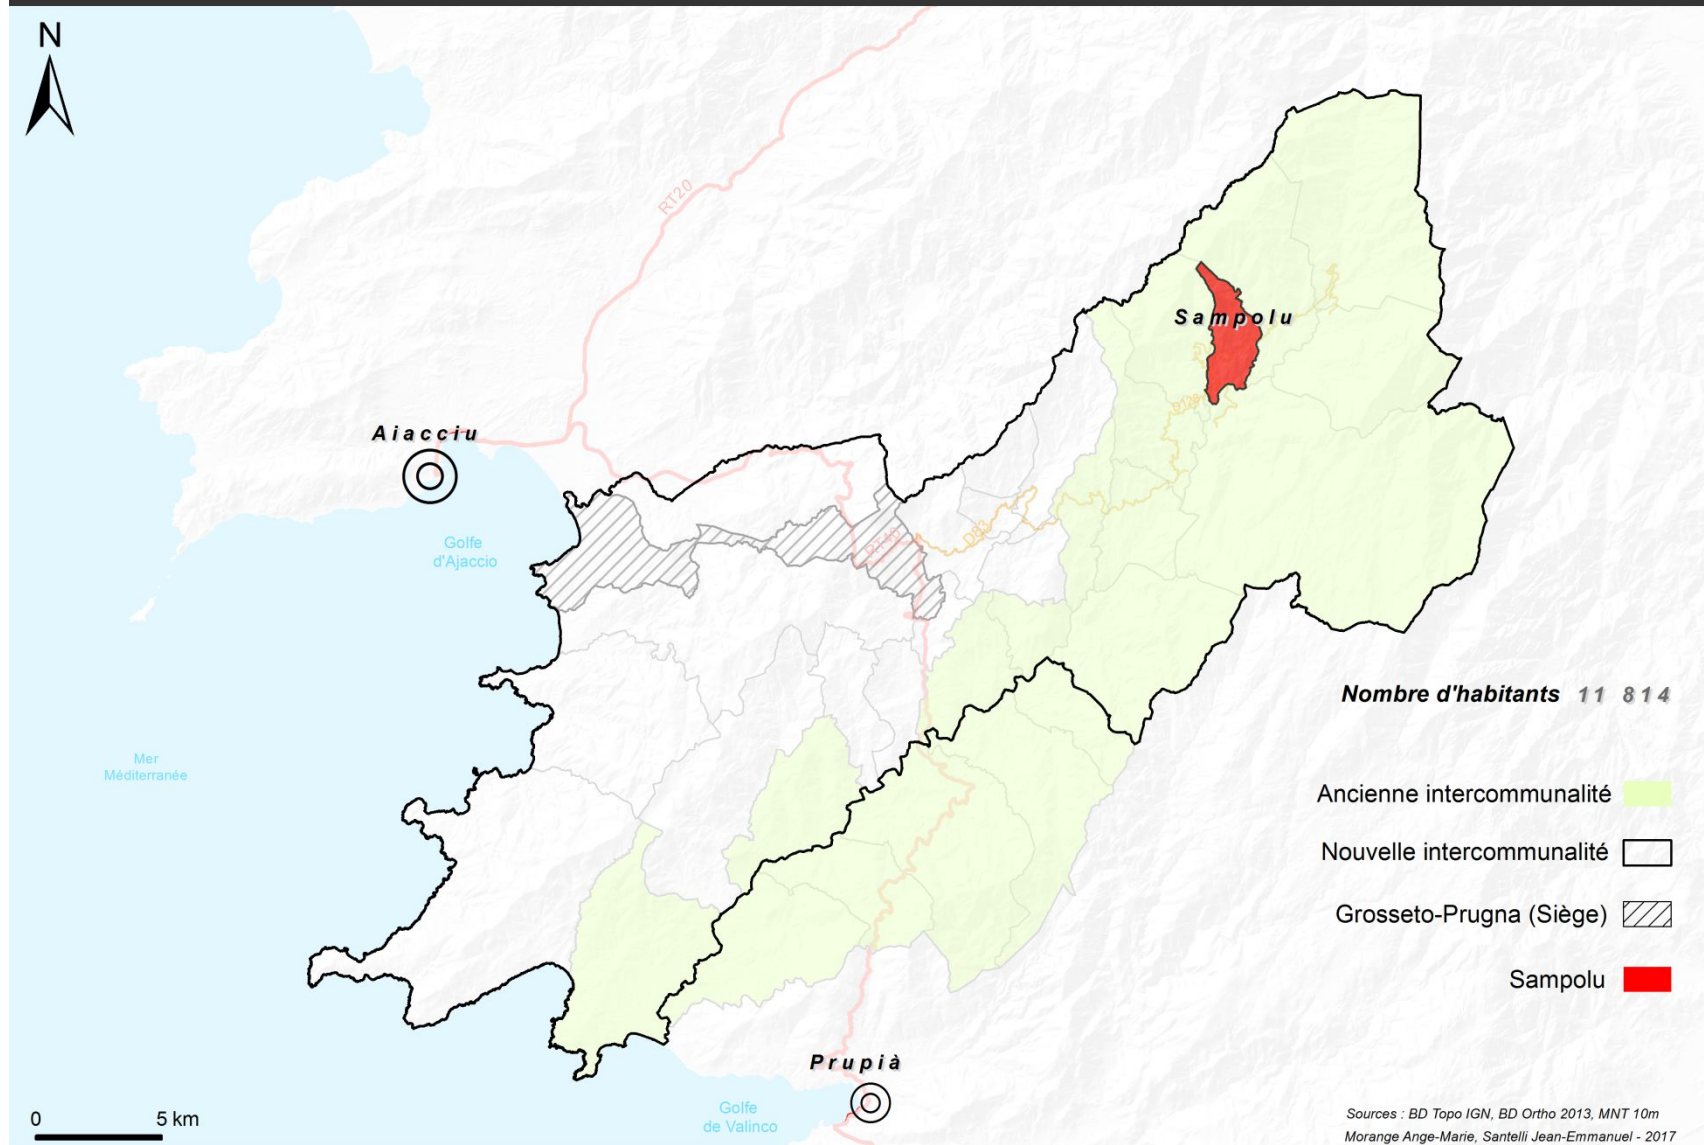 N
RT20
Sampolu
D128
Aiacciu
Golfe
d'Ajaccio
D83
RT40
Nombre d'habitants 11 814
Mer
Méditerranée
Ancienne intercommunalité
Nouvelle intercommunalité
Grosseto-Prugna (Siège)
Sampolu
Prupià
Golfe
de Valinco
0 5 km
Sources : BD Topo IGN, BD Ortho 2013, MNT 10m
Morange Ange-Marie, Santelli Jean-Emmanuel - 2017